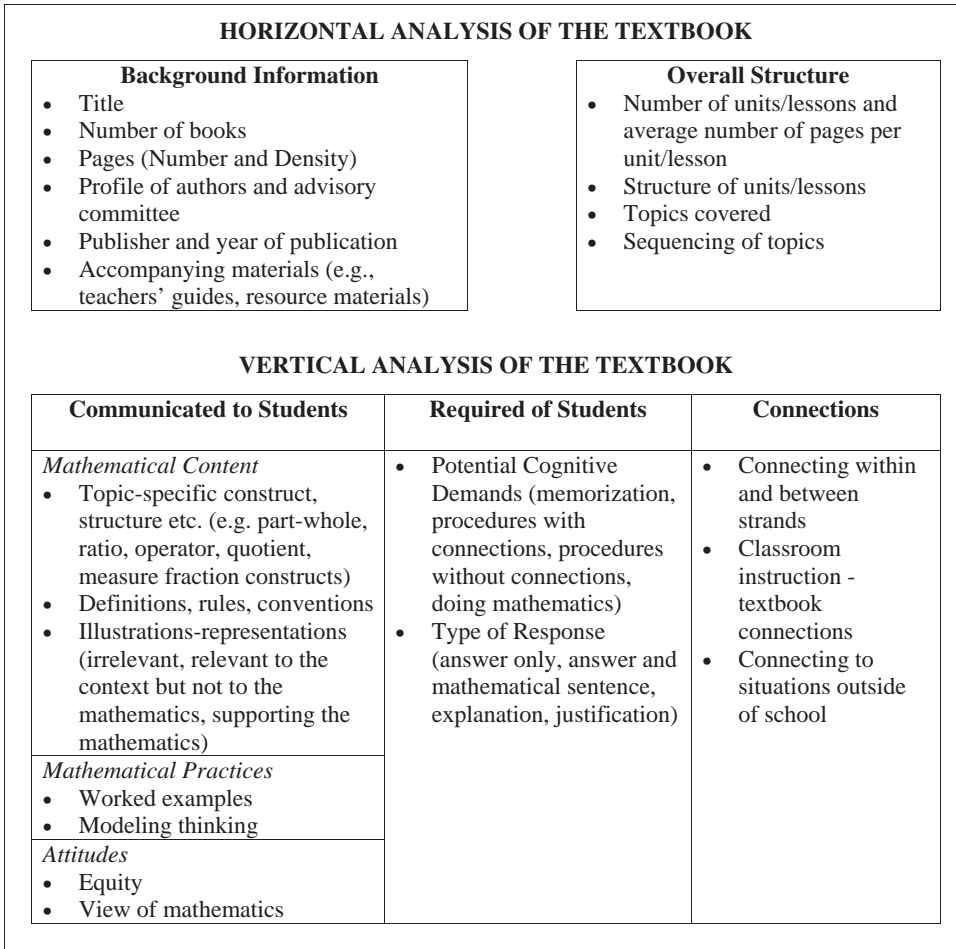 HORIZONTAL ANALYSIS OF THE TEXTBOOK
Background Information
• Title
• Number of books
• Pages (Number and Density)
• Profile of authors and advisory
committee
• Publisher and year of publication
• Accompanying materials (e.g.,
teachers’ guides, resource materials)
Overall Structure
• Number of units/lessons and
average number of pages per
unit/lesson
• Structure of units/lessons
• Topics covered
• Sequencing of topics
VERTICAL ANALYSIS OF THE TEXTBOOK
Communicated to Students
Mathematical Content
• Topic-specific construct,
structure etc. (e.g. part-whole,
ratio, operator, quotient,
measure fraction constructs)
• Definitions, rules, conventions
• Illustrations-representations
(irrelevant, relevant to the
context but not to the
mathematics, supporting the
mathematics)
Mathematical Practices
• Worked examples
• Modeling thinking
Attitudes
• Equity
• View of mathematics
Required of Students
• Potential Cognitive
Demands (memorization,
procedures with
connections, procedures
without connections,
doing mathematics)
• Type of Response
(answer only, answer and
mathematical sentence,
explanation, justification)
Connections
• Connecting within
and between
strands
• Classroom
instruction -
textbook
connections
• Connecting to
situations outside
of school